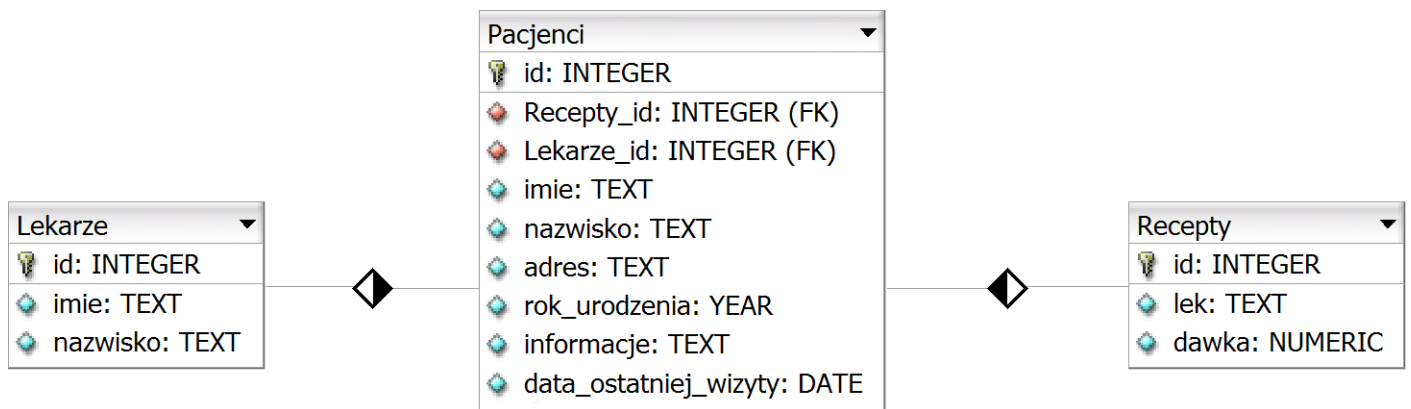 Lekarze
id: INTEGER
imie: TEXT
nazwisko: TEXT
Pacjenci
id: INTEGER
Recepty_id: INTEGER (FK)
Lekarze_id: INTEGER (FK)
imie: TEXT
nazwisko: TEXT
adres: TEXT
rok_urodzenia: YEAR
informacje: TEXT
data_ostatniej_wizyty: DATE
Recepty
id: INTEGER
lek: TEXT
dawka: NUMERIC